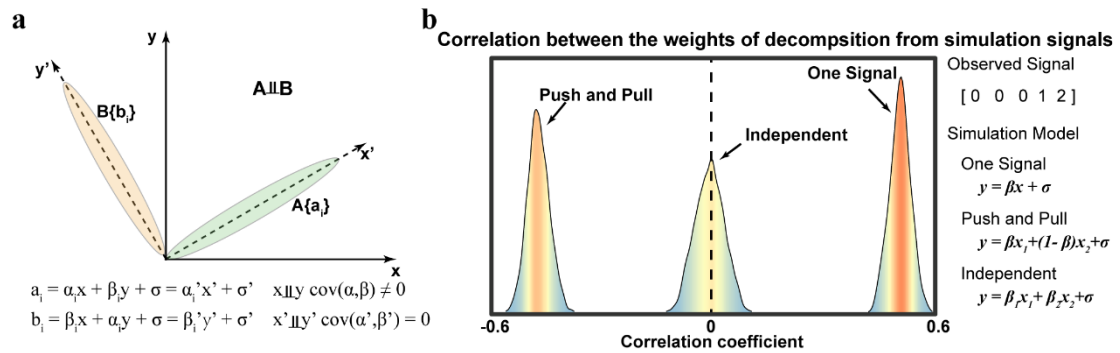 a
y
y'
B{bᵢ}
A⫫B
x'
A{aᵢ}
x
aᵢ = αᵢx + βᵢy + σ = αᵢ'x' + σ' x⫫y cov(α,β) ≠ 0
bᵢ = βᵢx + αᵢy + σ = βᵢ'y' + σ' x'⫫y' cov(α',β') = 0
b
Correlation between the weights of decompsition from simulation signals
Push and Pull
Independent
One Signal
-0.6 0 0.6
Correlation coefficient
Observed Signal
[ 0 0 0 1 2 ]
Simulation Model
One Signal
y = βx + σ
Push and Pull
y = βx₁+(1- β)x₂+σ
Independent
y = β₁x₁+ β₂x₂+σ